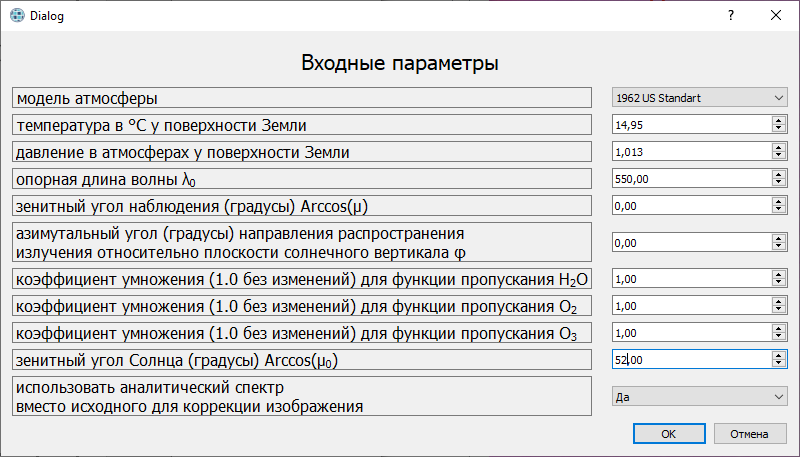 Dialog
Входные параметры
модель атмосферы
1962 US Standart
температура в °C у поверхности Земли
14,95
давление в атмосферах у поверхности Земли
1,013
опорная длина волны λ₀
550,00
зенитный угол наблюдения (градусы) Arccos(μ)
0,00
азимутальный угол (градусы) направления распространения
излучения относительно плоскости солнечного вертикала φ
0,00
коэффициент умножения (1.0 без изменений) для функции пропускания H₂O
1,00
коэффициент умножения (1.0 без изменений) для функции пропускания O₂
1,00
коэффициент умножения (1.0 без изменений) для функции пропускания O₃
1,00
зенитный угол Солнца (градусы) Arccos(μ₀)
52,00
использовать аналитический спектр
вместо исходного для коррекции изображения
Да
OK
Отмена